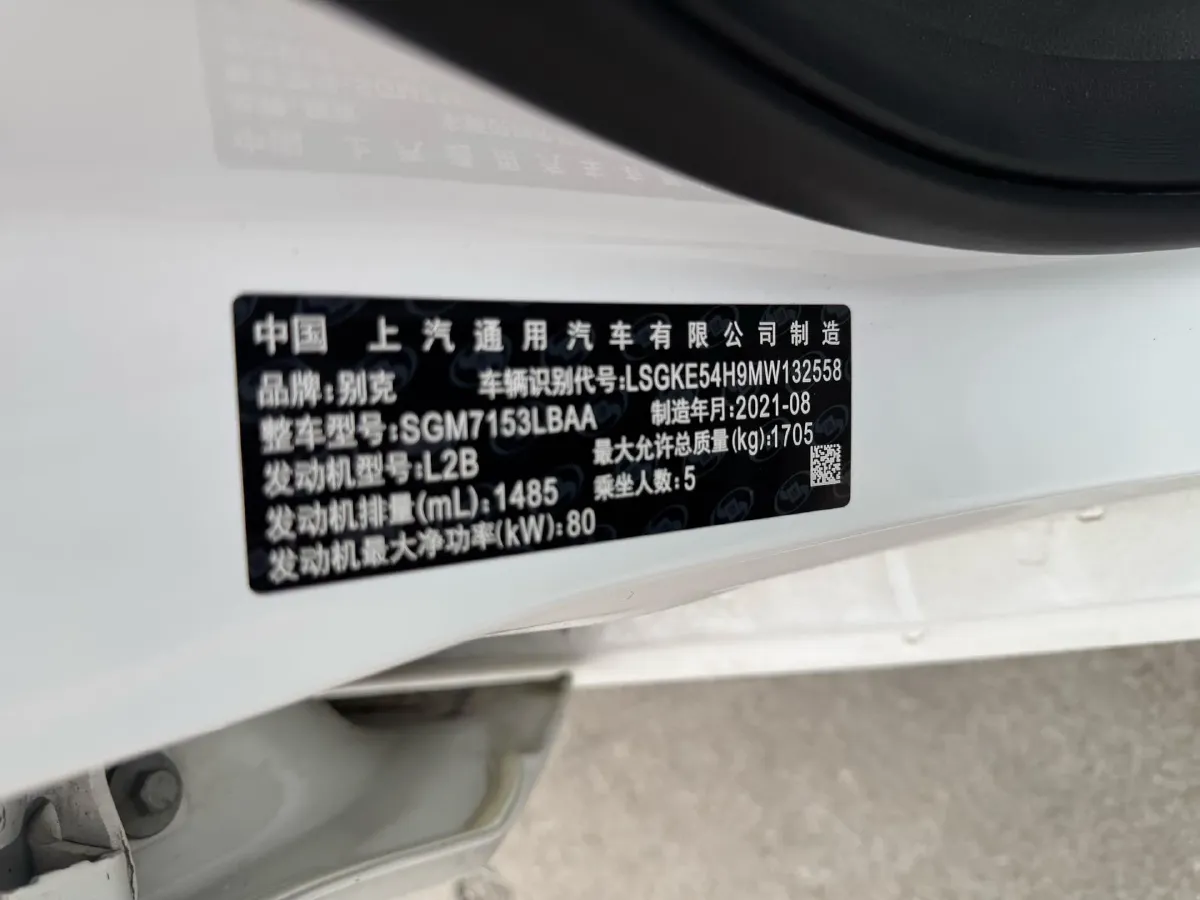 中国 上汽通用汽车有限公司制造
品牌:别克 车辆识别代号:LSGKE54H9MW132558
整车型号:SGM7153LBAA 制造年月:2021-08
发动机型号:L2B 最大允许总质量(kg):1705
发动机排量(mL):1485 乘坐人数:5
发动机最大净功率(kW):80